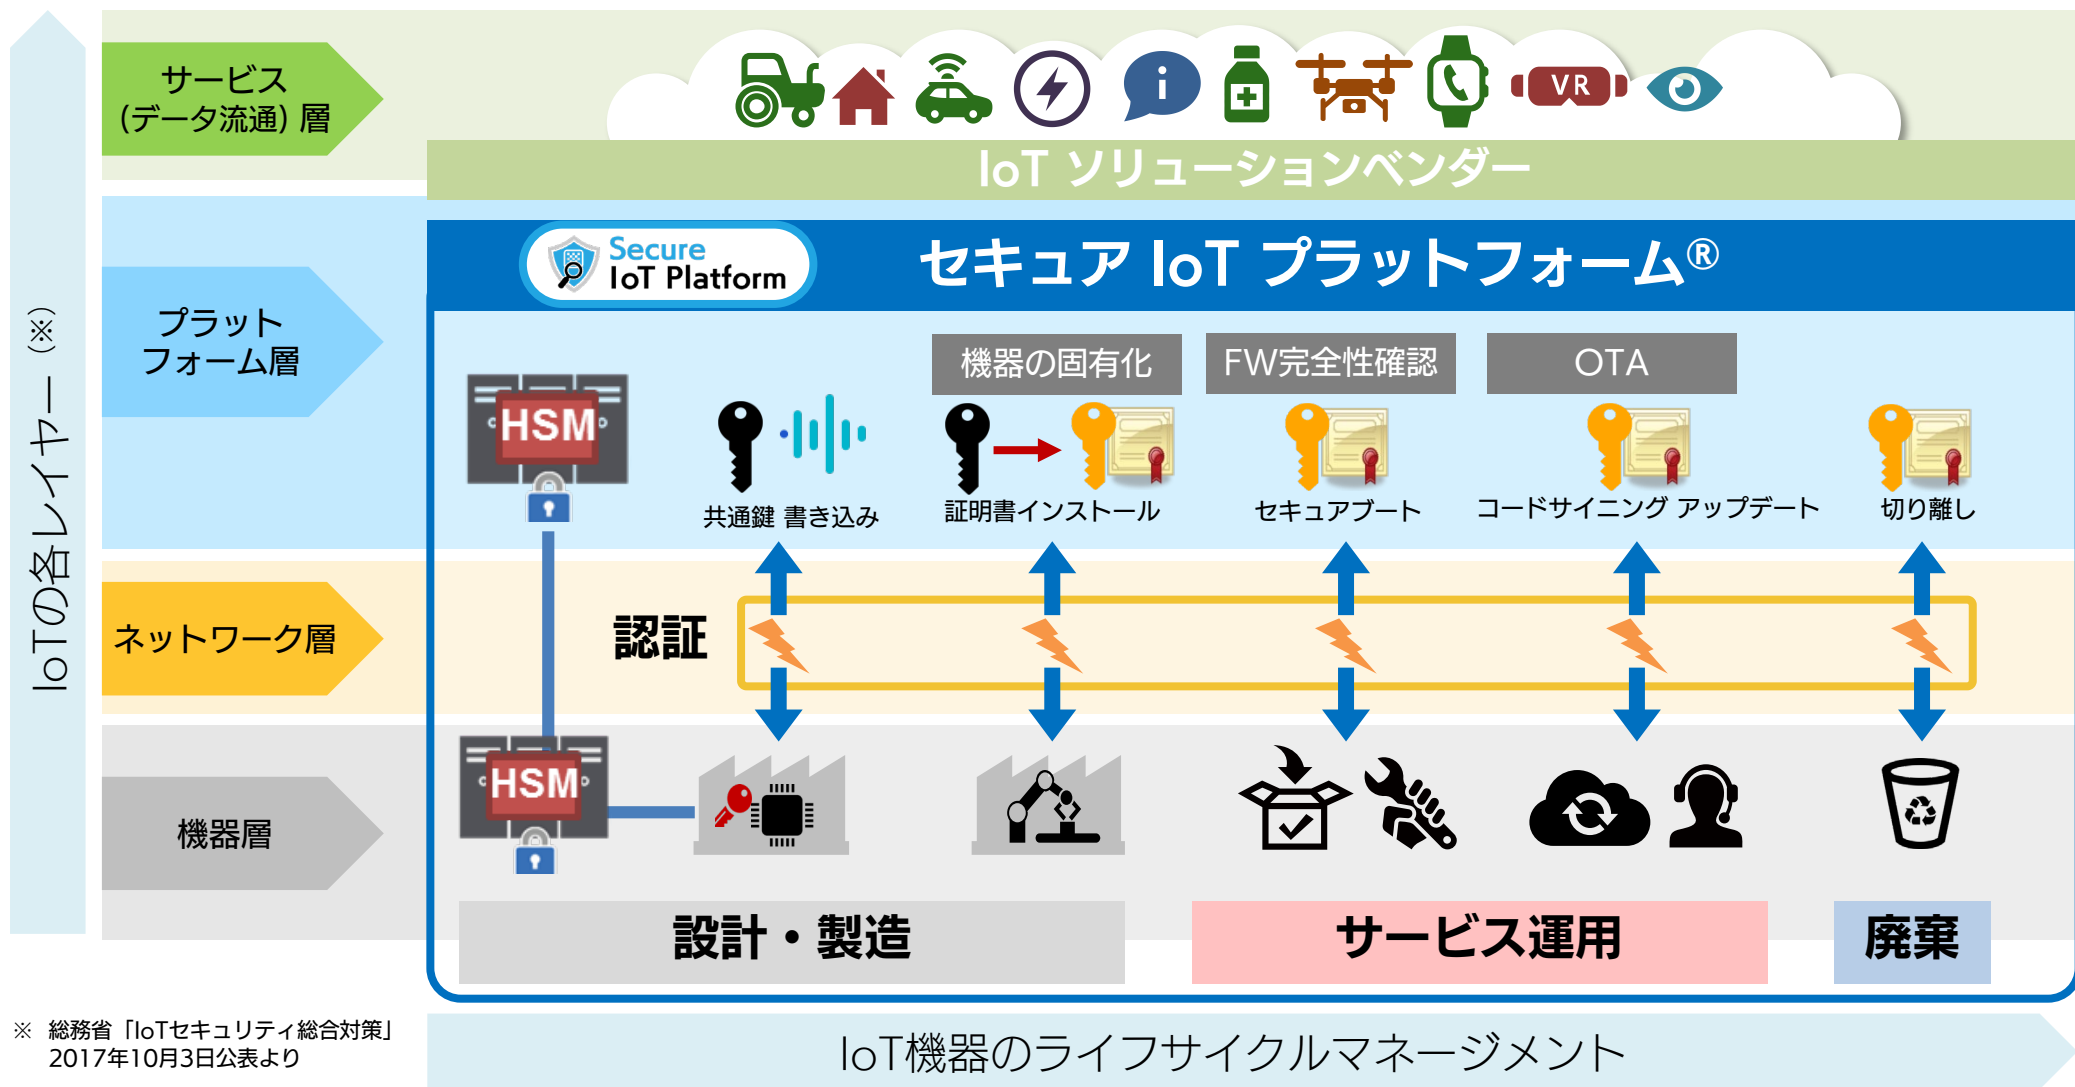 サービス
(データ流通) 層
i
VR
IoT ソリューションベンダー
Secure
IoT Platform
セキュア IoT プラットフォーム®
プラット
フォーム層
機器の固有化
FW完全性確認
OTA
HSM
共通鍵 書き込み
証明書インストール
セキュアブート
コードサイニング アップデート
切り離し
IoTの各レイヤー（※）
ネットワーク層
認証
機器層
HSM
設計・製造
サービス運用
廃棄
※ 総務省「IoTセキュリティ総合対策」
2017年10月3日公表より
IoT機器のライフサイクルマネージメント